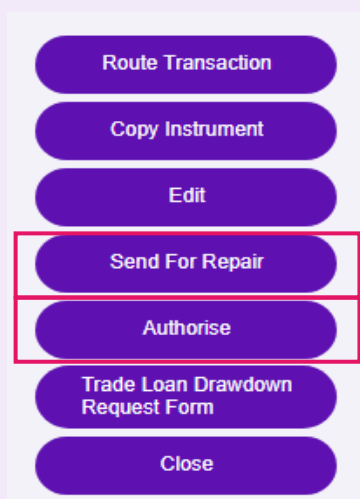 Route Transaction
Copy Instrument
Edit
Send For Repair
Authorise
Trade Loan Drawdown
Request Form
Close